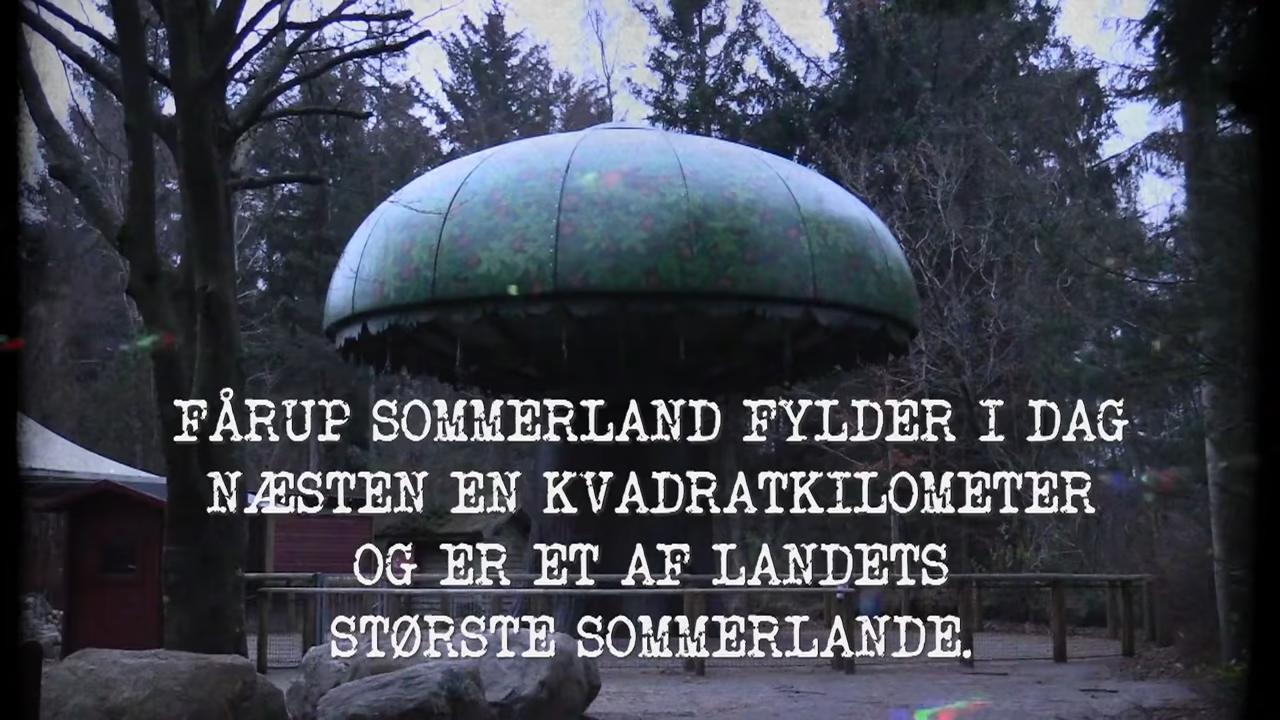 FÅRUP SOMMERLAND FYLDER I DAG
NÆSTEN EN KVADRATKILOMETER
OG ER ET AF LANDETS
STØRSTE SOMMERLANDE.